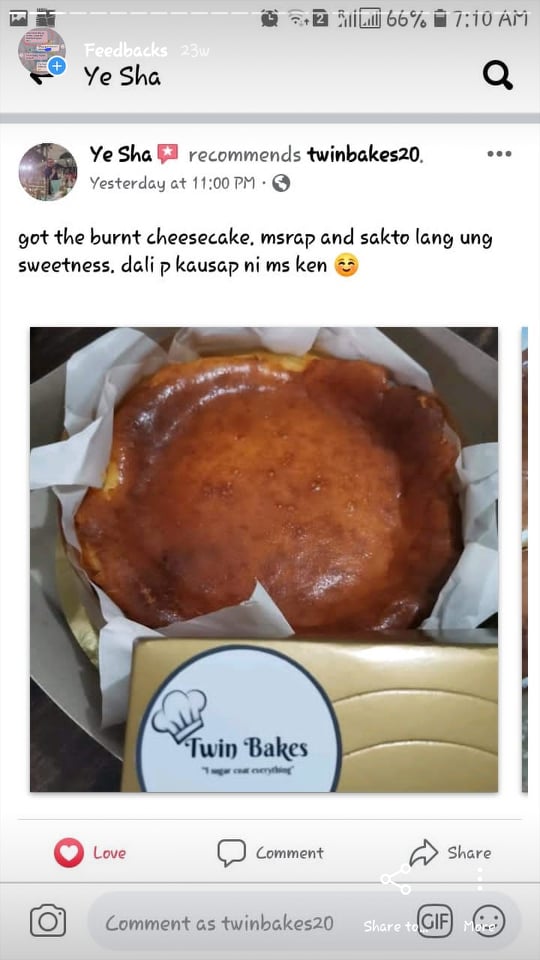 66% 7:10 AM
Feedbacks 23w
Ye Sha
Ye Sha recommends twinbakes20.
Yesterday at 11:00 PM ·
got the burnt cheesecake. msrap and sakto lang ung
sweetness. dali p kausap ni ms ken
Twin Bakes
"I sugar coat everything"
Love Comment Share
Comment as twinbakes20 Share to... GIF More